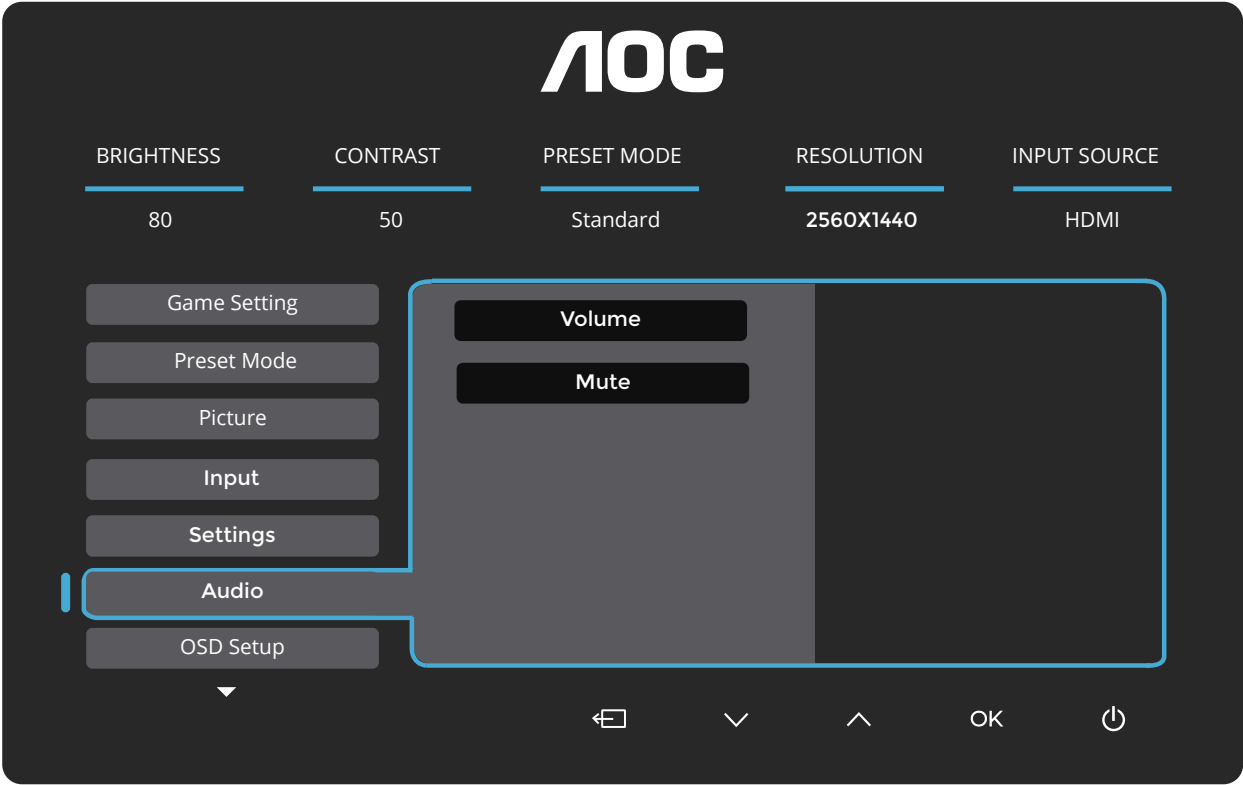 AOC
BRIGHTNESS CONTRAST PRESET MODE RESOLUTION INPUT SOURCE
80 50 Standard 2560X1440 HDMI
Game Setting
Volume
Preset Mode
Mute
Picture
Input
Settings
Audio
OSD Setup
OK